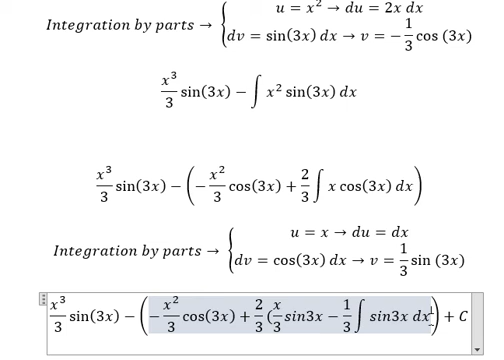 Integration by parts → { u = x² → du = 2x dx
dv = sin(3x) dx → v = −1/3 cos (3x)
x³/3 sin(3x) − ∫ x² sin(3x) dx
x³/3 sin(3x) − (−x²/3 cos(3x) + 2/3 ∫ x cos(3x) dx)
Integration by parts → { u = x → du = dx
dv = cos(3x) dx → v = 1/3 sin (3x)
x³/3 sin(3x) − (−x²/3 cos(3x) + 2/3 (x/3 sin3x − 1/3 ∫ sin3x dx) + C